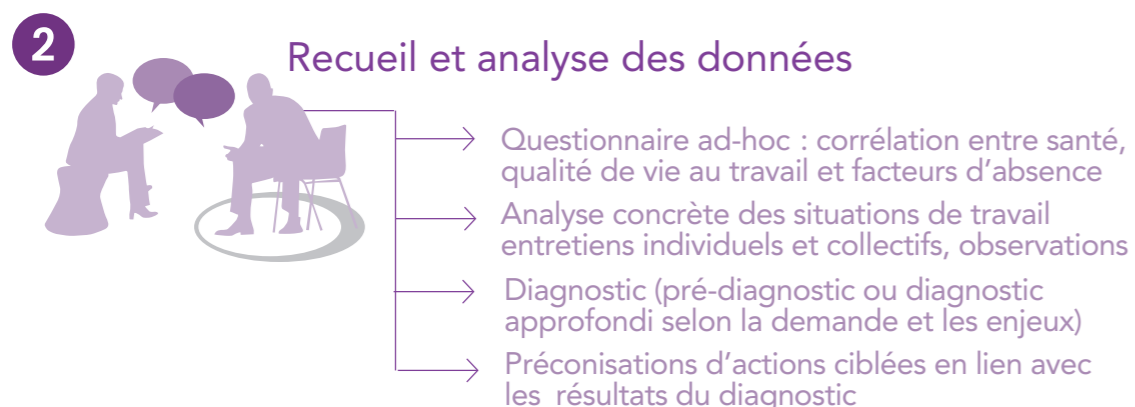 2
Recueil et analyse des données
Questionnaire ad-hoc : corrélation entre santé,
qualité de vie au travail et facteurs d'absence
Analyse concrète des situations de travail
entretiens individuels et collectifs, observations
Diagnostic (pré-diagnostic ou diagnostic
approfondi selon la demande et les enjeux)
Préconisations d'actions ciblées en lien avec
les résultats du diagnostic